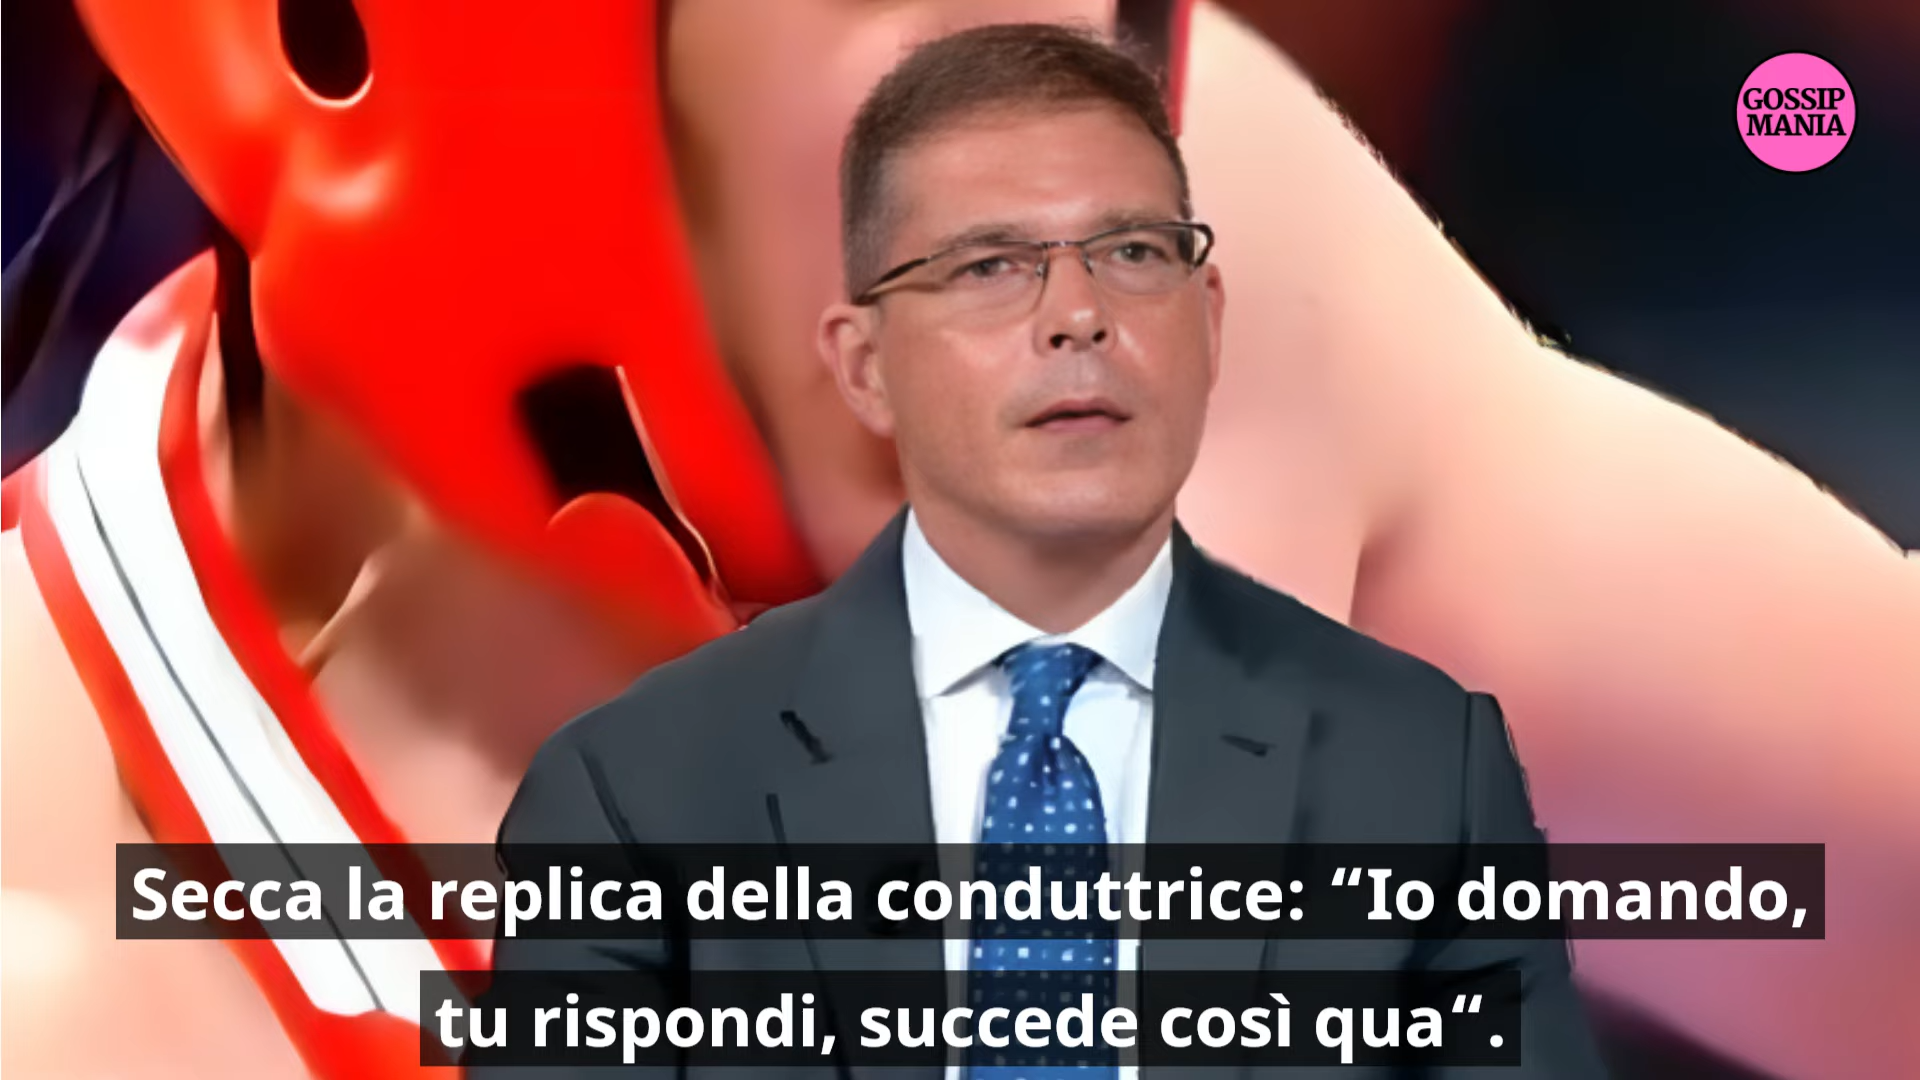 GOSSIP
MANIA
Secca la replica della conduttrice: “Io domando,
tu rispondi, succede così qua“.